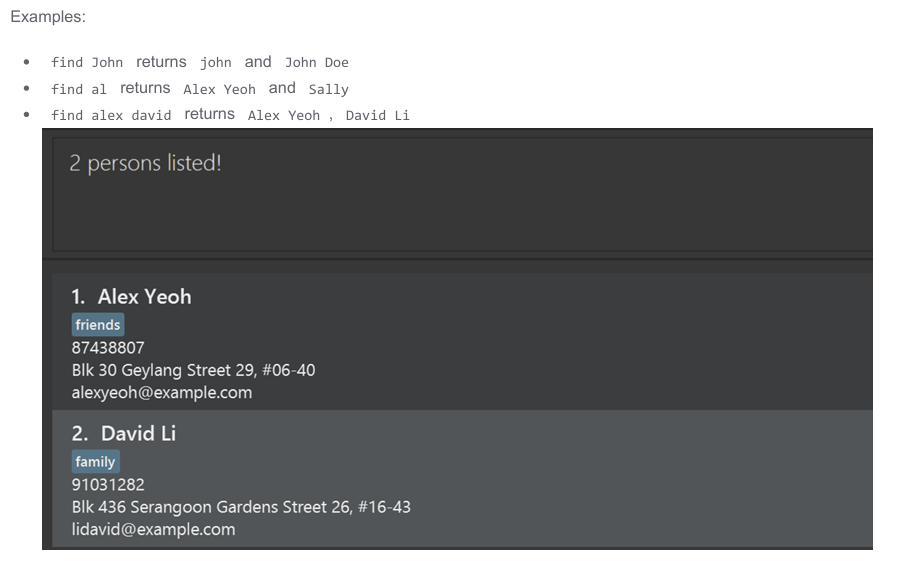 Examples:
find John returns john and John Doe
find al returns Alex Yeoh and Sally
find alex david returns Alex Yeoh , David Li
2 persons listed!
1. Alex Yeoh
friends
87438807
Blk 30 Geylang Street 29, #06-40
alexyeoh@example.com
2. David Li
family
91031282
Blk 436 Serangoon Gardens Street 26, #16-43
lidavid@example.com